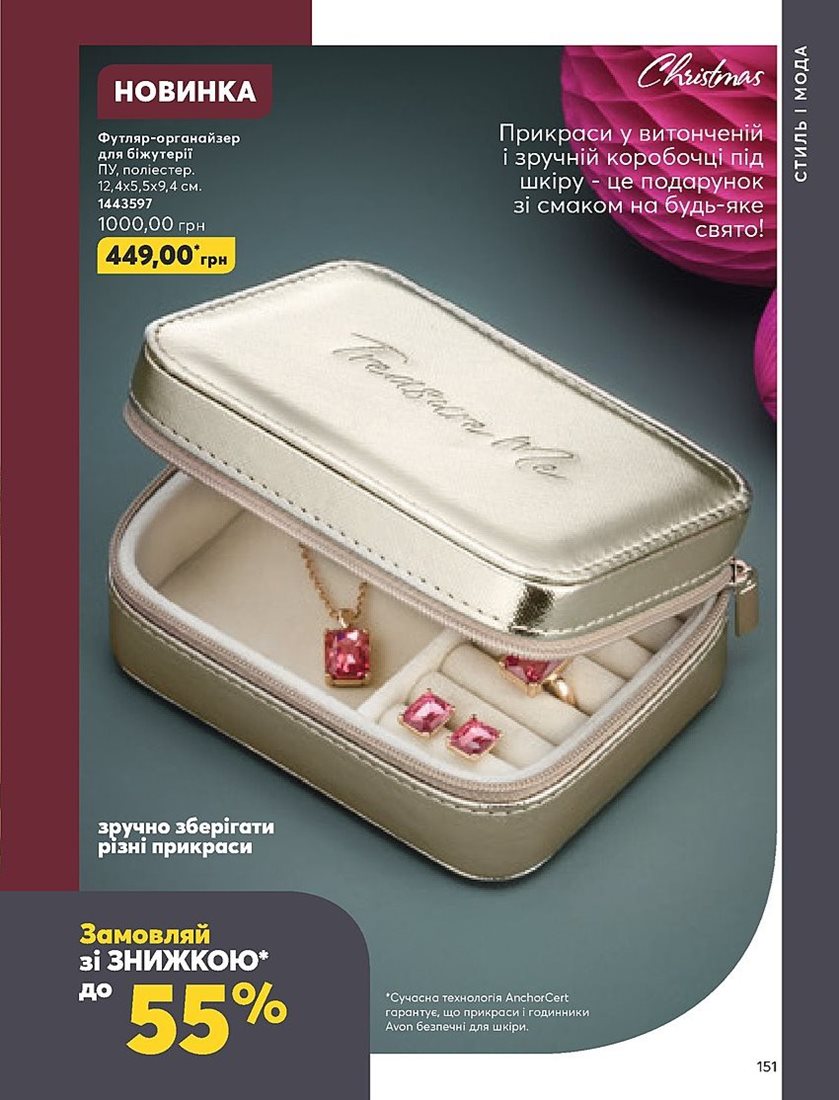 НОВИНКА
Футляр-органайзер
для біжутерії
ПУ, поліестер.
12,4х5,5х9,4 см.
1443597
1000,00 грн
449,00* грн
Christmas
Прикраси у витонченій
і зручній коробочці під
шкіру - це подарунок
зі смаком на будь-яке
свято!
СТИЛЬ І МОДА
Treasure Me
зручно зберігати
різні прикраси
Замовляй
зі ЗНИЖКОЮ*
до 55%
*Сучасна технологія AnchorCert
гарантує, що прикраси і годинники
Avon безпечні для шкіри.
151